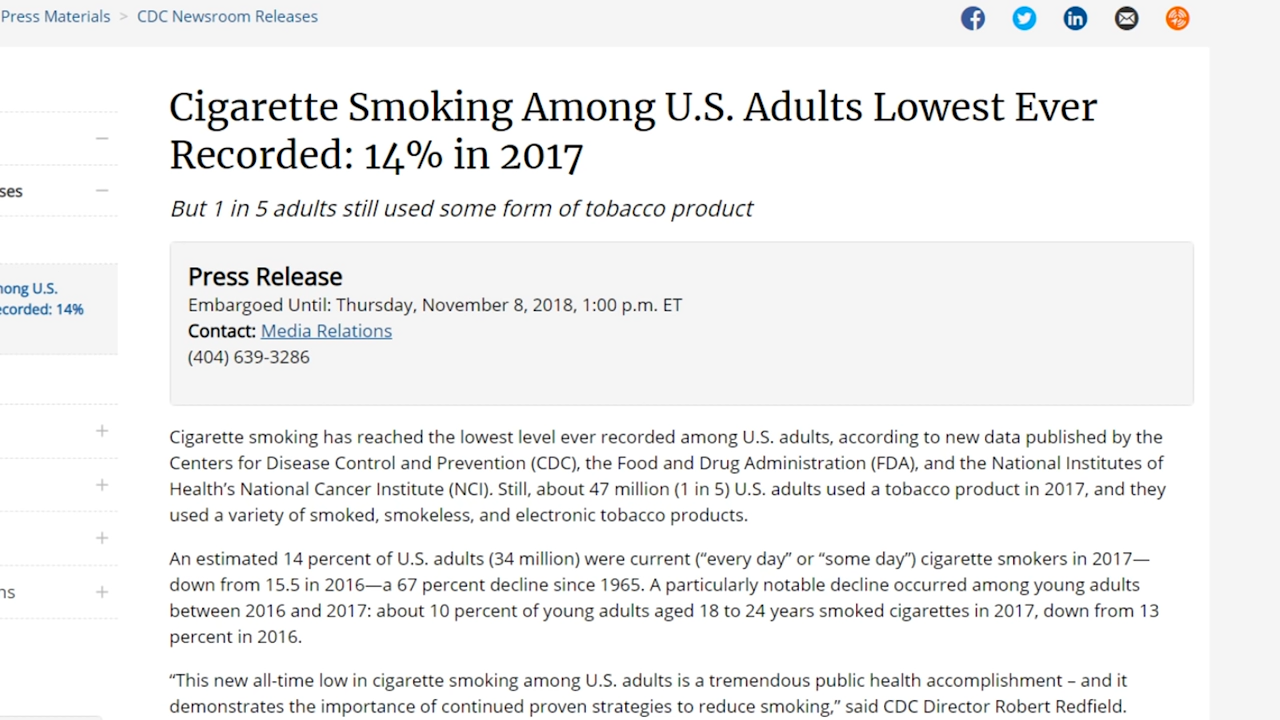 Press Materials > CDC Newsroom Releases
Cigarette Smoking Among U.S. Adults Lowest Ever
Recorded: 14% in 2017
But 1 in 5 adults still used some form of tobacco product
ses
mong U.S.
ecorded: 14%
ns
Press Release
Embargoed Until: Thursday, November 8, 2018, 1:00 p.m. ET
Contact: Media Relations
(404) 639-3286
Cigarette smoking has reached the lowest level ever recorded among U.S. adults, according to new data published by the
Centers for Disease Control and Prevention (CDC), the Food and Drug Administration (FDA), and the National Institutes of
Health’s National Cancer Institute (NCI). Still, about 47 million (1 in 5) U.S. adults used a tobacco product in 2017, and they
used a variety of smoked, smokeless, and electronic tobacco products.
An estimated 14 percent of U.S. adults (34 million) were current (“every day” or “some day”) cigarette smokers in 2017—
down from 15.5 in 2016—a 67 percent decline since 1965. A particularly notable decline occurred among young adults
between 2016 and 2017: about 10 percent of young adults aged 18 to 24 years smoked cigarettes in 2017, down from 13
percent in 2016.
“This new all-time low in cigarette smoking among U.S. adults is a tremendous public health accomplishment – and it
demonstrates the importance of continued proven strategies to reduce smoking,” said CDC Director Robert Redfield.